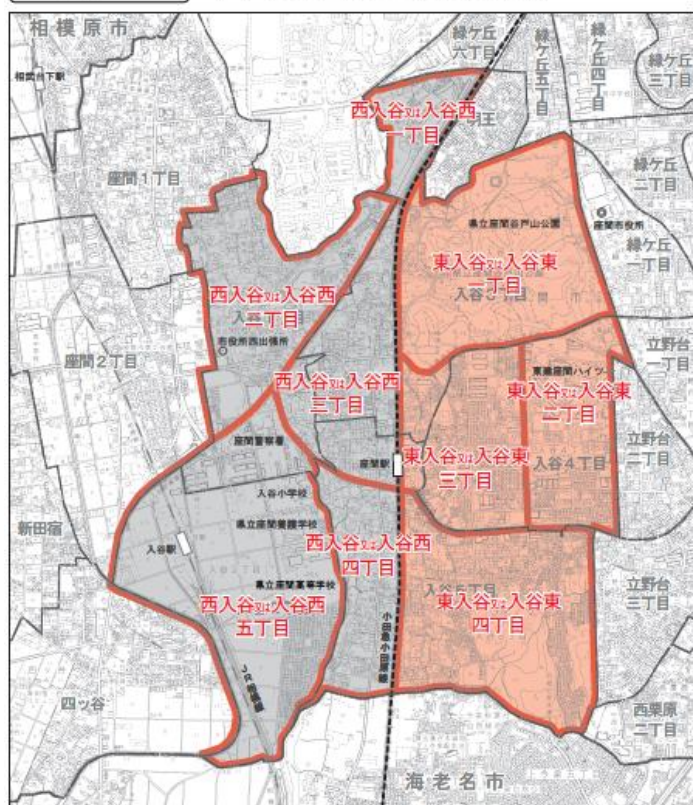 相模原市
相武台下駅
緑ケ丘
六丁目
緑ケ丘五丁目
緑ケ丘四丁目
緑ケ丘
三丁目
西入谷又は入谷西
一丁目
座間1丁目
緑ケ丘
二丁目
県立座間谷戸山公園
座間市役所
緑ケ丘
一丁目
東入谷又は入谷東
一丁目
西入谷又は入谷西
二丁目
市役所西出張所
座間2丁目
立野台
一丁目
東建座間ハイツ
西入谷又は入谷西
三丁目
東入谷又は入谷東
二丁目
座間警察署
座間駅
東入谷又は入谷東
三丁目
入谷4丁目
立野台
二丁目
入谷小学校
県立座間養護学校
新田宿
入谷駅
西入谷又は入谷西
四丁目
県立座間高等学校
西入谷又は入谷西
五丁目
入谷5丁目
東入谷又は入谷東
四丁目
立野台
三丁目
小田急小田原線
JR相模線
四ッ谷
西栗原
二丁目
海老名市